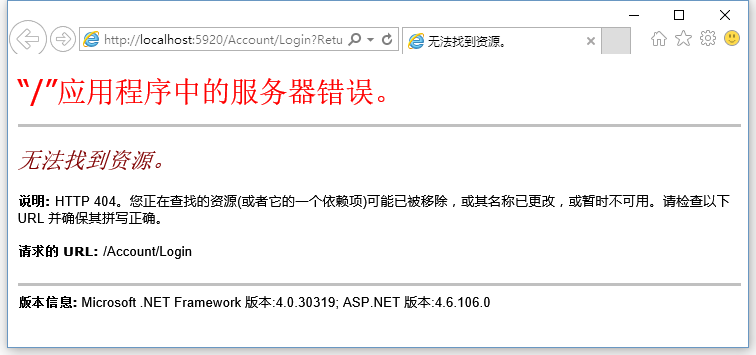 http://localhost:5920/Account/Login?Retu
无法找到资源。
“/”应用程序中的服务器错误。
无法找到资源。
说明: HTTP 404。您正在查找的资源(或者它的一个依赖项)可能已被移除，或其名称已更改，或暂时不可用。请检查以下
URL 并确保其拼写正确。
请求的 URL: /Account/Login
版本信息: Microsoft .NET Framework 版本:4.0.30319; ASP.NET 版本:4.6.106.0